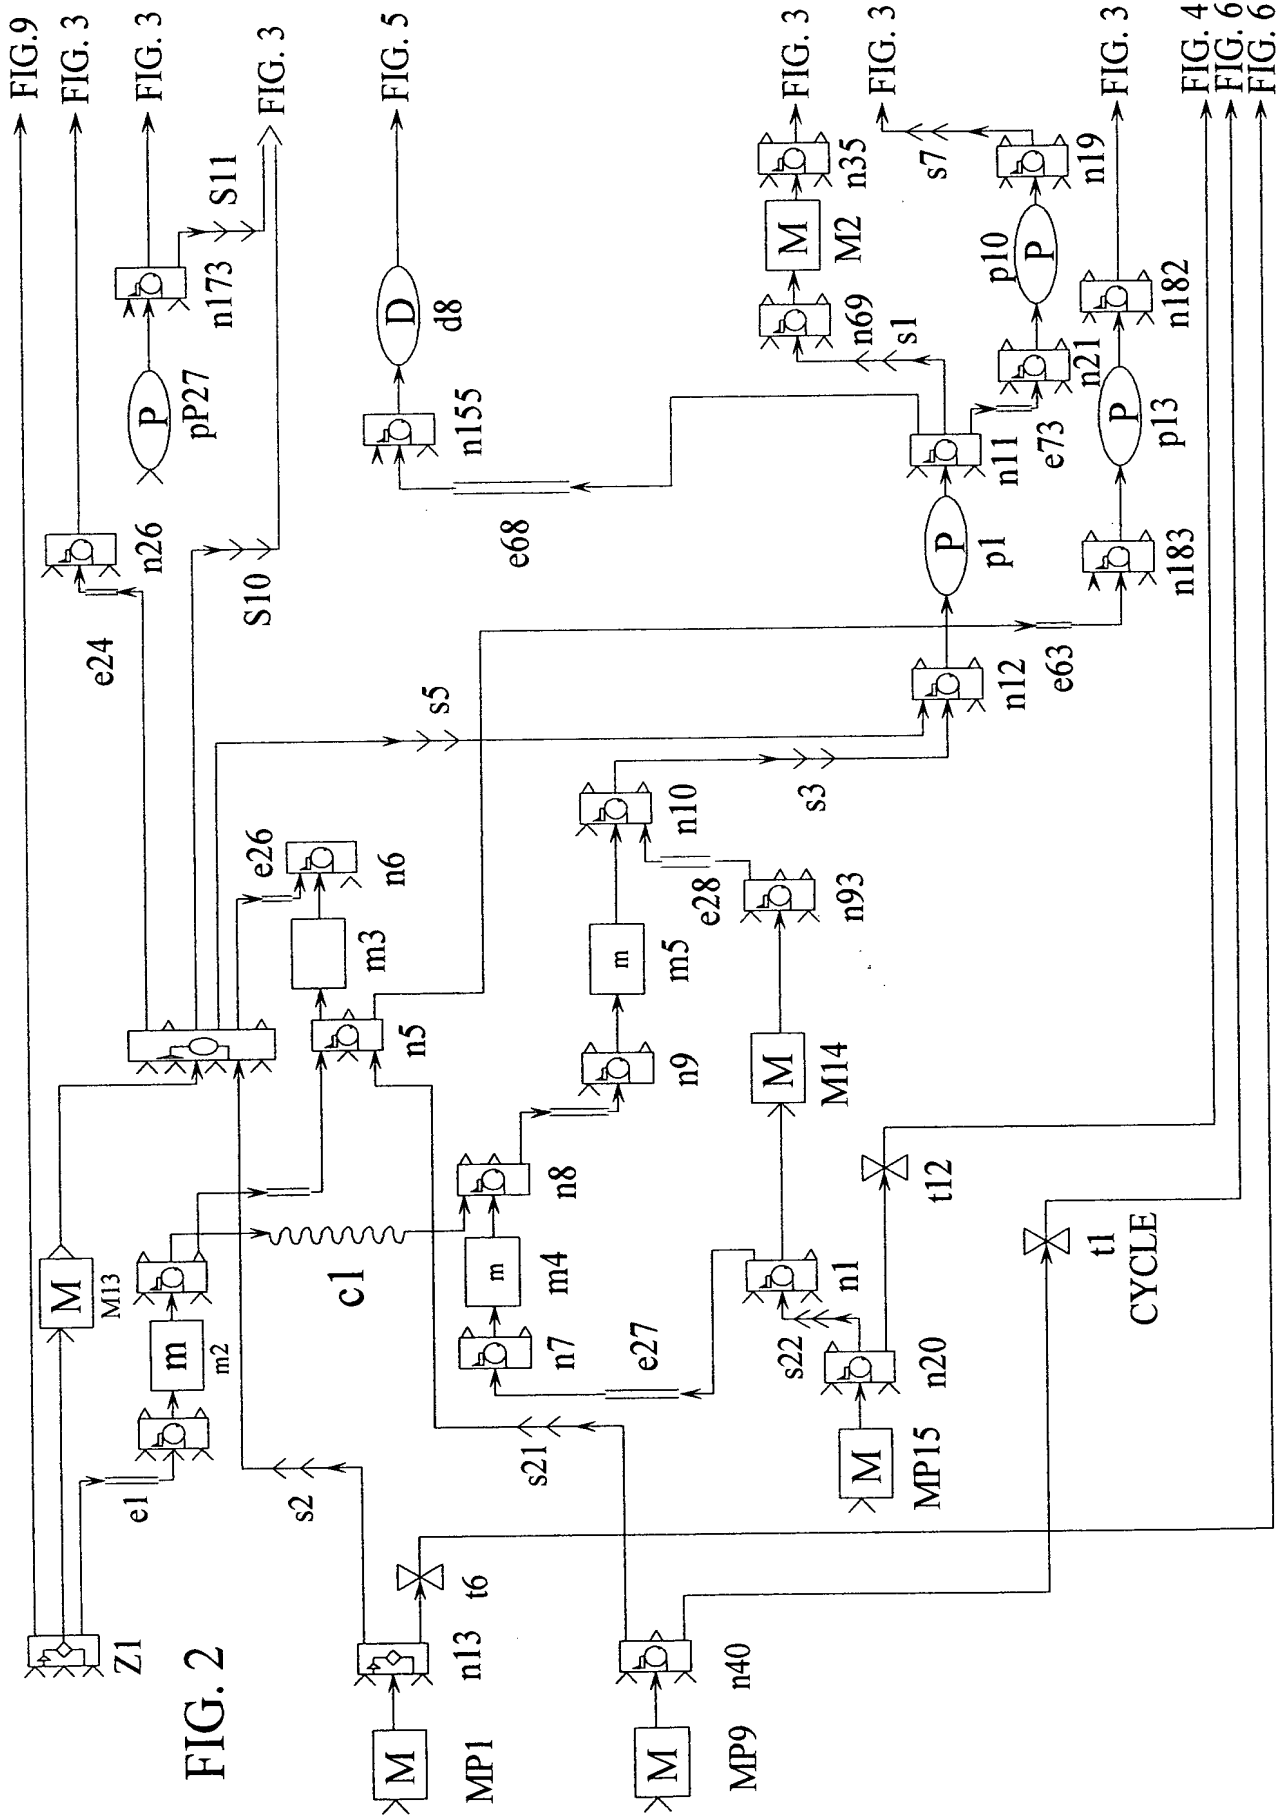 FIG.9
FIG. 3
FIG. 3
FIG. 3
FIG. 5
FIG. 3
FIG. 3
FIG. 3
FIG. 4
FIG. 6
FIG. 6
S11
n173
P
pP27
n26
e24
S10
D
d8
n155
e68
n35
M
M2
n69
s1
s7
n19
p10
P
n21
e73
n11
P
p1
n182
P
p13
n183
e63
n12
s5
s3
n10
e26
n6
m3
n5
e28
n93
m
m5
n9
M
M14
n8
m
m4
n7
c1
M
M13
m
m2
e1
s2
s21
e27
n1
s22
n20
M
MP15
t12
t1
CYCLE
Z1
FIG. 2
n13
t6
M
MP1
n40
M
MP9